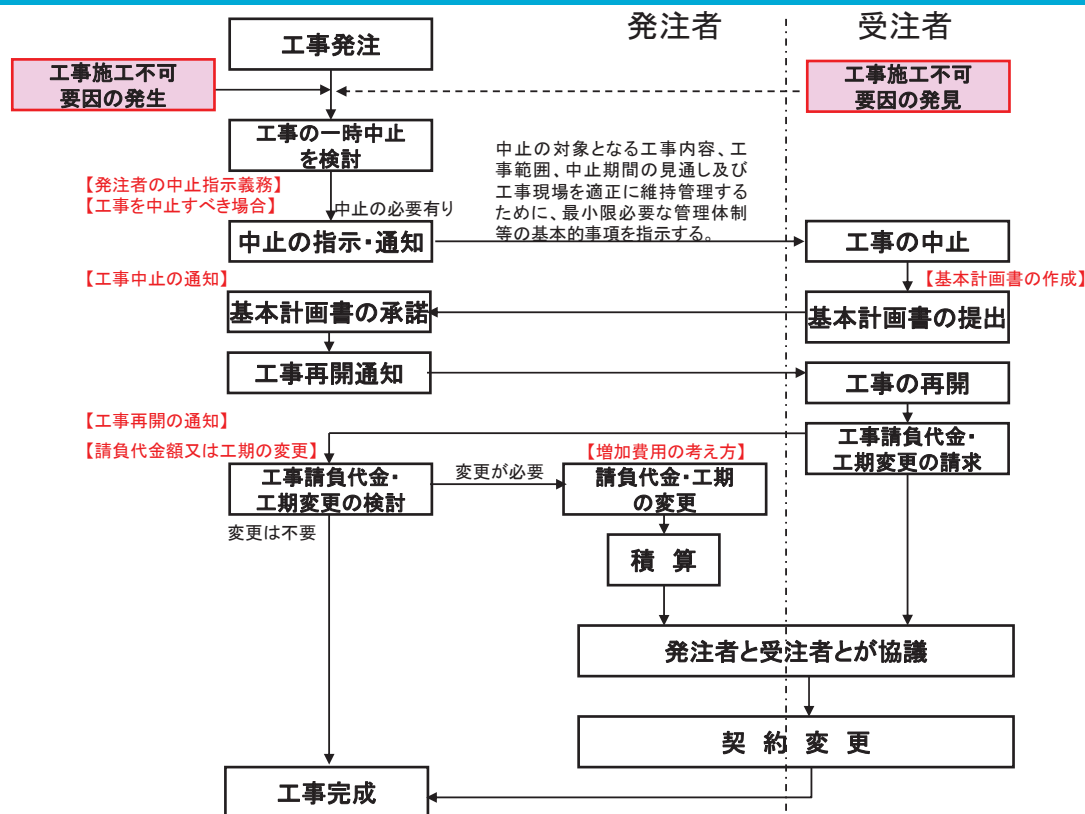 発注者
受注者
工事発注
工事施工不可
要因の発生
工事施工不可
要因の発見
工事の一時中止
を検討
中止の対象となる工事内容、工
事範囲、中止期間の見通し及び
工事現場を適正に維持管理する
ために、最小限必要な管理体制
等の基本的事項を指示する。
【発注者の中止指示義務】
【工事を中止すべき場合】
中止の必要有り
中止の指示・通知
工事の中止
【工事中止の通知】
【基本計画書の作成】
基本計画書の承諾
基本計画書の提出
工事再開通知
工事の再開
【工事再開の通知】
【請負代金額又は工期の変更】
【増加費用の考え方】
工事請負代金・
工期変更の請求
工事請負代金・
工期変更の検討
変更が必要
請負代金・工期
の変更
変更は不要
積 算
発注者と受注者とが協議
契 約 変 更
工事完成